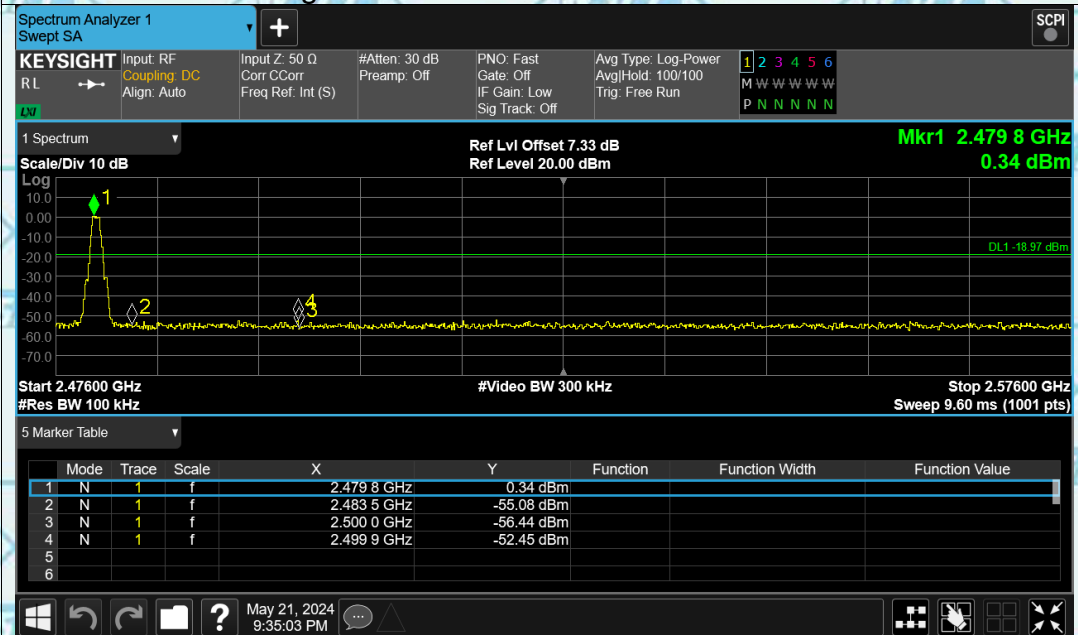 Spectrum Analyzer 1
Swept SA
+
SCPI
KEYSIGHT
RL
LXI
Input: RF
Coupling: DC
Align: Auto
Input Z: 50 Ω
Corr CCorr
Freq Ref: Int (S)
#Atten: 30 dB
Preamp: Off
PNO: Fast
Gate: Off
IF Gain: Low
Sig Track: Off
Avg Type: Log-Power
Avg|Hold: 100/100
Trig: Free Run
1 2 3 4 5 6
M W W W W W
P N N N N N
1 Spectrum
Scale/Div 10 dB
Ref Lvl Offset 7.33 dB
Ref Level 20.00 dBm
Mkr1 2.479 8 GHz
0.34 dBm
Log
10.0
0.00
-10.0
-20.0
-30.0
-40.0
-50.0
-60.0
-70.0
1
2
4
3
DL1 -18.97 dBm
Start 2.47600 GHz
#Video BW 300 kHz
Stop 2.57600 GHz
#Res BW 100 kHz
Sweep 9.60 ms (1001 pts)
5 Marker Table
Mode Trace Scale X Y Function Function Width Function Value
1 N 1 f 2.479 8 GHz 0.34 dBm
2 N 1 f 2.483 5 GHz -55.08 dBm
3 N 1 f 2.500 0 GHz -56.44 dBm
4 N 1 f 2.499 9 GHz -52.45 dBm
5
6
?
May 21, 2024
9:35:03 PM